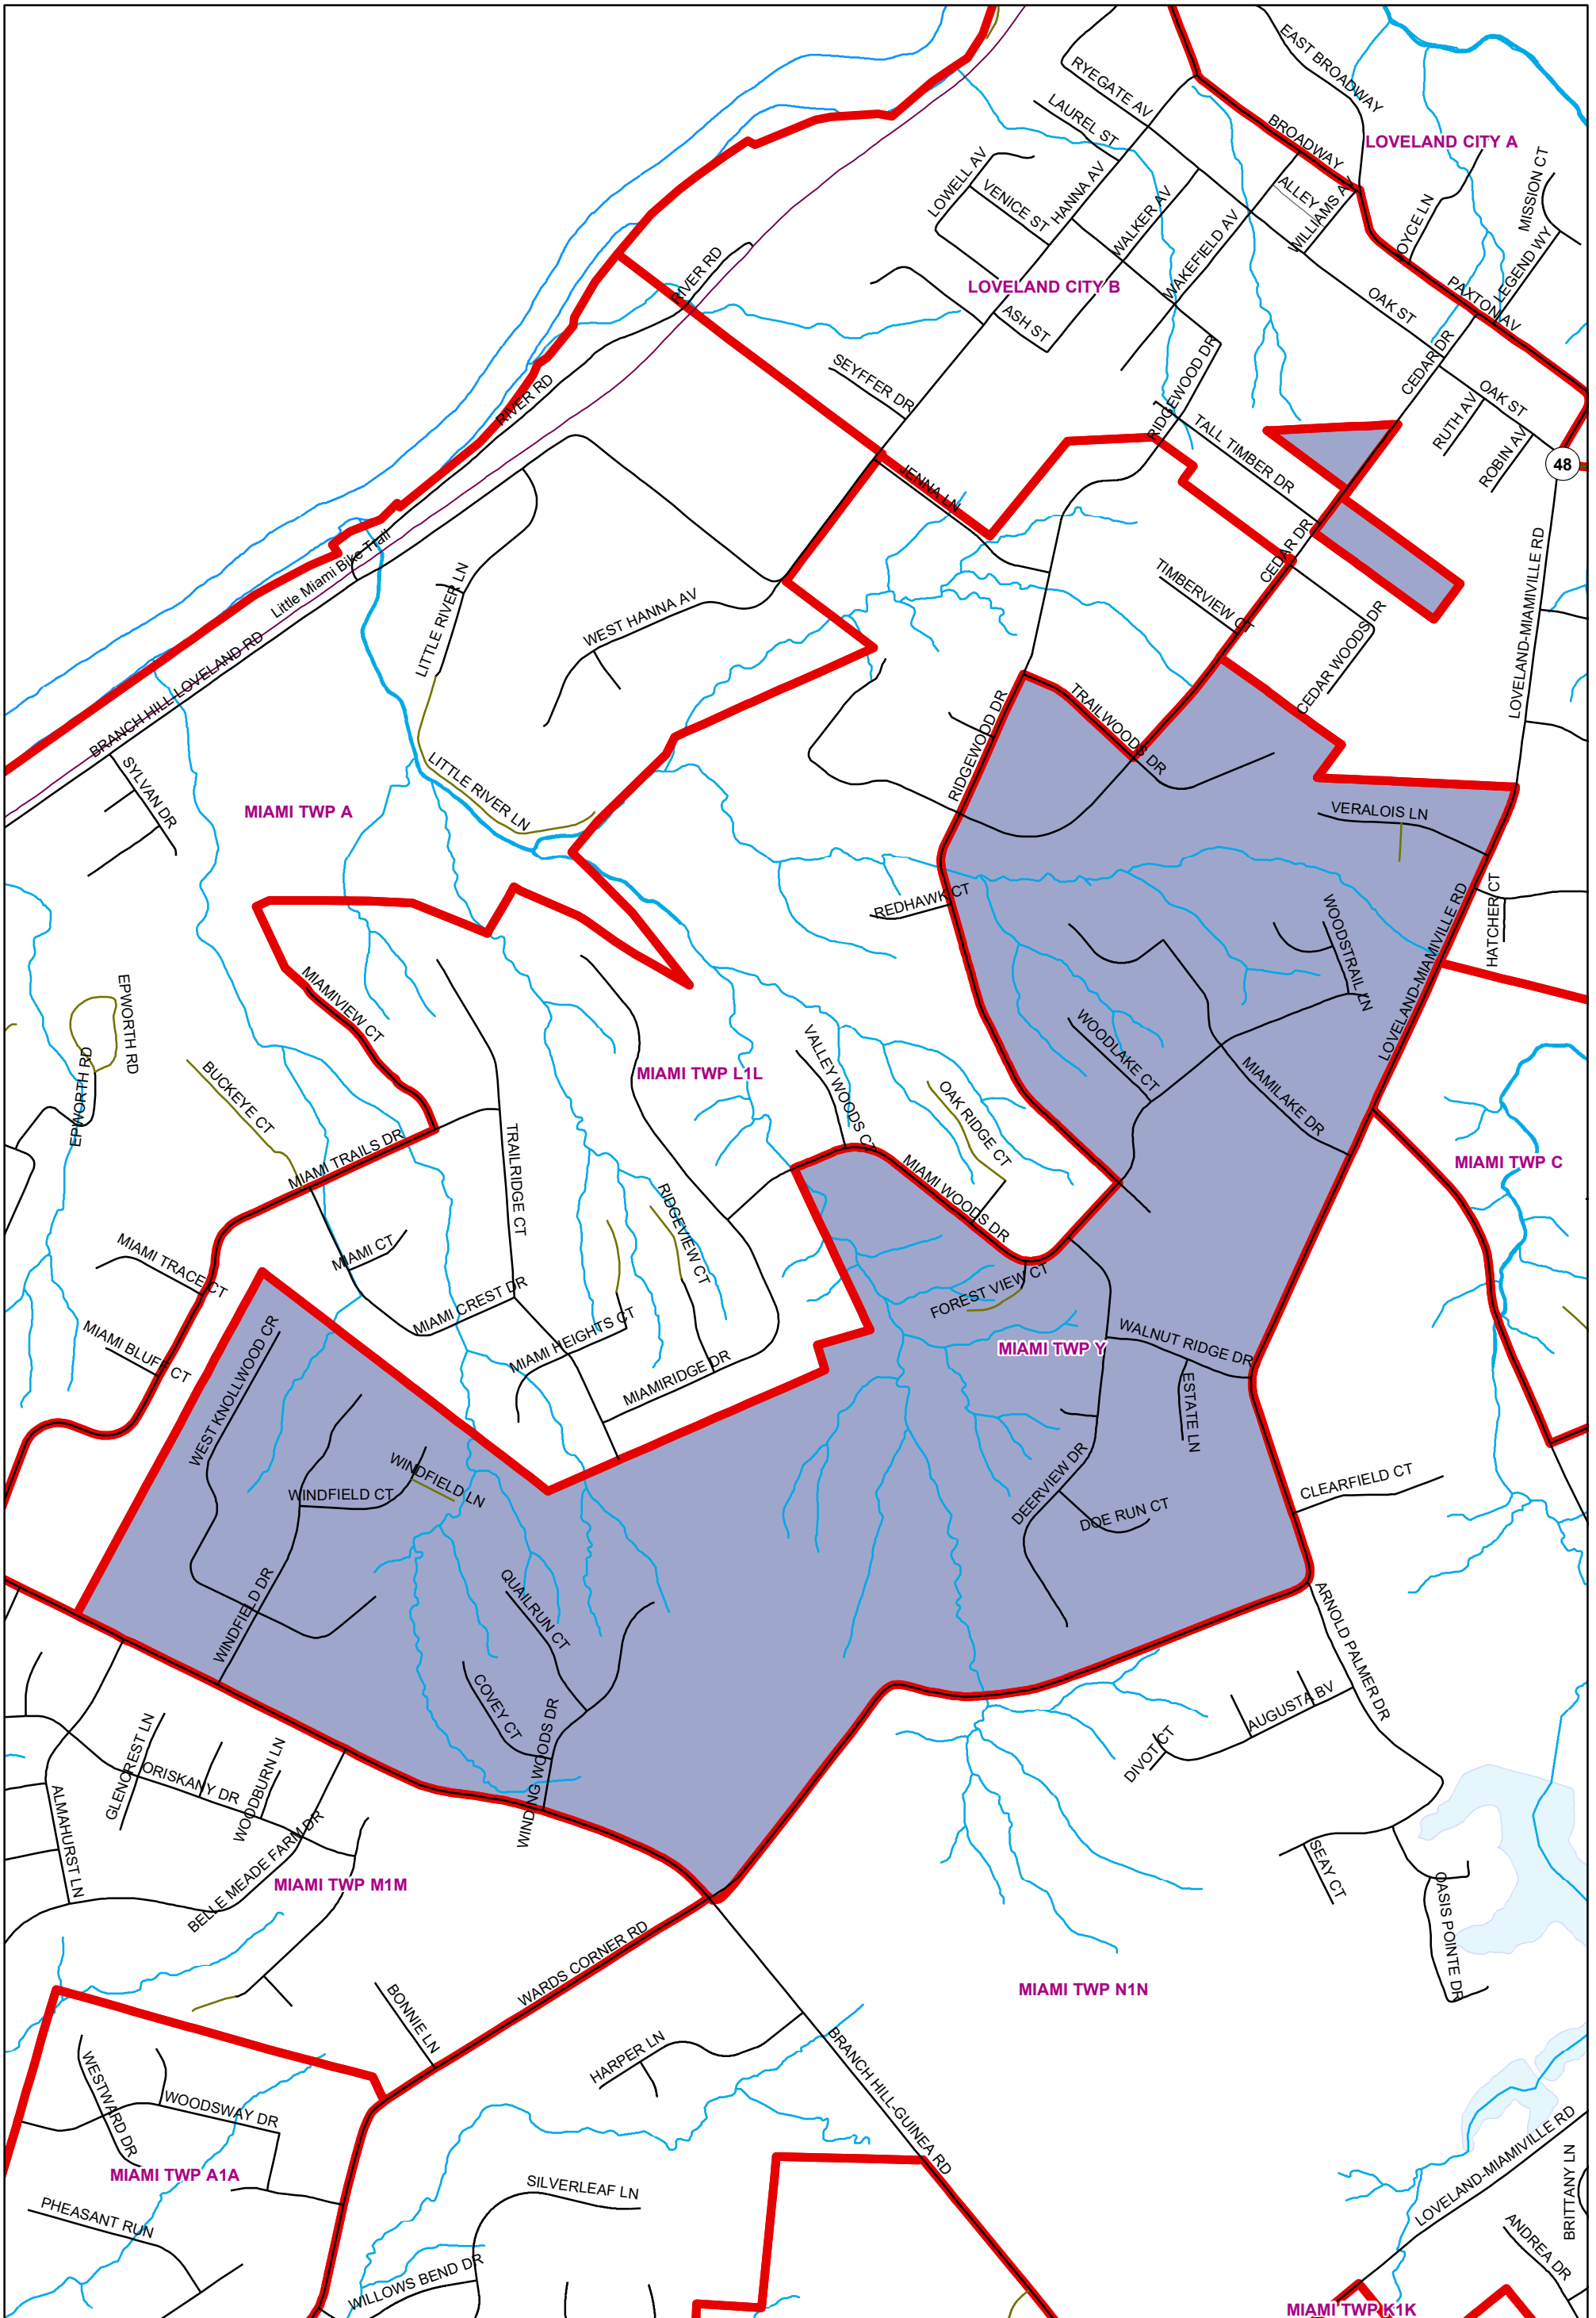 EAST BROADWAY
RYEGATE AV
LAUREL ST
BROADWAY
LOVELAND CITY A
LOWELL AV
VENICE ST
HANNA AV
WALKER AV
WAKEFIELD AV
ALLEY
WILLIAMS AV
MISSION CT
LEGEND WY
PAXTON AV
RIVER RD
LOVELAND CITY B
ASH ST
OAK ST
CEDAR DR
SEYFFER DR
RIDGEWOOD DR
OAK ST
RUTH AV
ROBIN AV
48
RIVER RD
TALL TIMBER DR
JENNA LN
CEDAR DR
Little Miami Bike Trail
TIMBERVIEW CT
LOVELAND-MIAMIVILLE RD
LITTLE RIVER LN
WEST HANNA AV
CEDAR WOODS DR
BRANCH HILL LOVELAND RD
RIDGEWOOD DR
TRAILWOODS DR
SYLVAN DR
LITTLE RIVER LN
MIAMI TWP A
VERALOIS LN
REDHAWK CT
WOODSTRAIL LN
HATCHER CT
LOVELAND-MIAMIVILLE RD
MIAMIVIEW CT
EPWORTH RD
EPWORTH RD
BUCKEYE CT
MIAMI TWP L1L
VALLEY WOODS CT
OAK RIDGE CT
WOODLAKE CT
MIAMILAKE DR
MIAMI TRAILS DR
TRAILRIDGE CT
MIAMI TWP C
MIAMI WOODS DR
RIDGEVIEW CT
MIAMI TRACE CT
MIAMI CT
FOREST VIEW CT
MIAMI CREST DR
MIAMI BLUFF CT
MIAMI HEIGHTS CT
MIAMI TWP Y
WALNUT RIDGE DR
WEST KNOLLWOOD CR
MIAMIRIDGE DR
ESTATE LN
WINDFIELD LN
WINDFIELD CT
DEERVIEW DR
DOE RUN CT
CLEARFIELD CT
WINDFIELD DR
QUAILRUN CT
ARNOLD PALMER DR
COVEY CT
WINDING WOODS DR
AUGUSTA BV
DIVOT CT
GLENCREST LN
ORISKANY DR
WOODBURN LN
ALMAHURST LN
BELLE MEADE FARM DR
MIAMI TWP M1M
SEAY CT
OASIS POINTE DR
WARDS CORNER RD
MIAMI TWP N1N
BONNIE LN
HARPER LN
BRANCH HILL-GUINEA RD
WESTWARD DR
WOODSWAY DR
MIAMI TWP A1A
PHEASANT RUN
SILVERLEAF LN
WILLOWS BEND DR
LOVELAND-MIAMIVILLE RD
BRITTANY LN
ANDREA DR
MIAMI TWP K1K